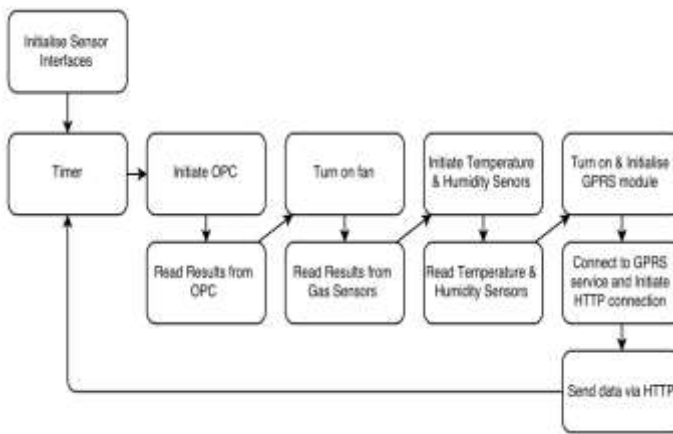 Initialise Sensor
Interfaces
Timer
Initiate OPC
Turn on fan
Initiate Temperature
& Humidity Senors
Turn on & Initialise
GPRS module
Read Results from
OPC
Read Results from
Gas Sensors
Read Temperature &
Humidity Sensors
Connect to GPRS
service and Initiate
HTTP connection
Send data via HTTP